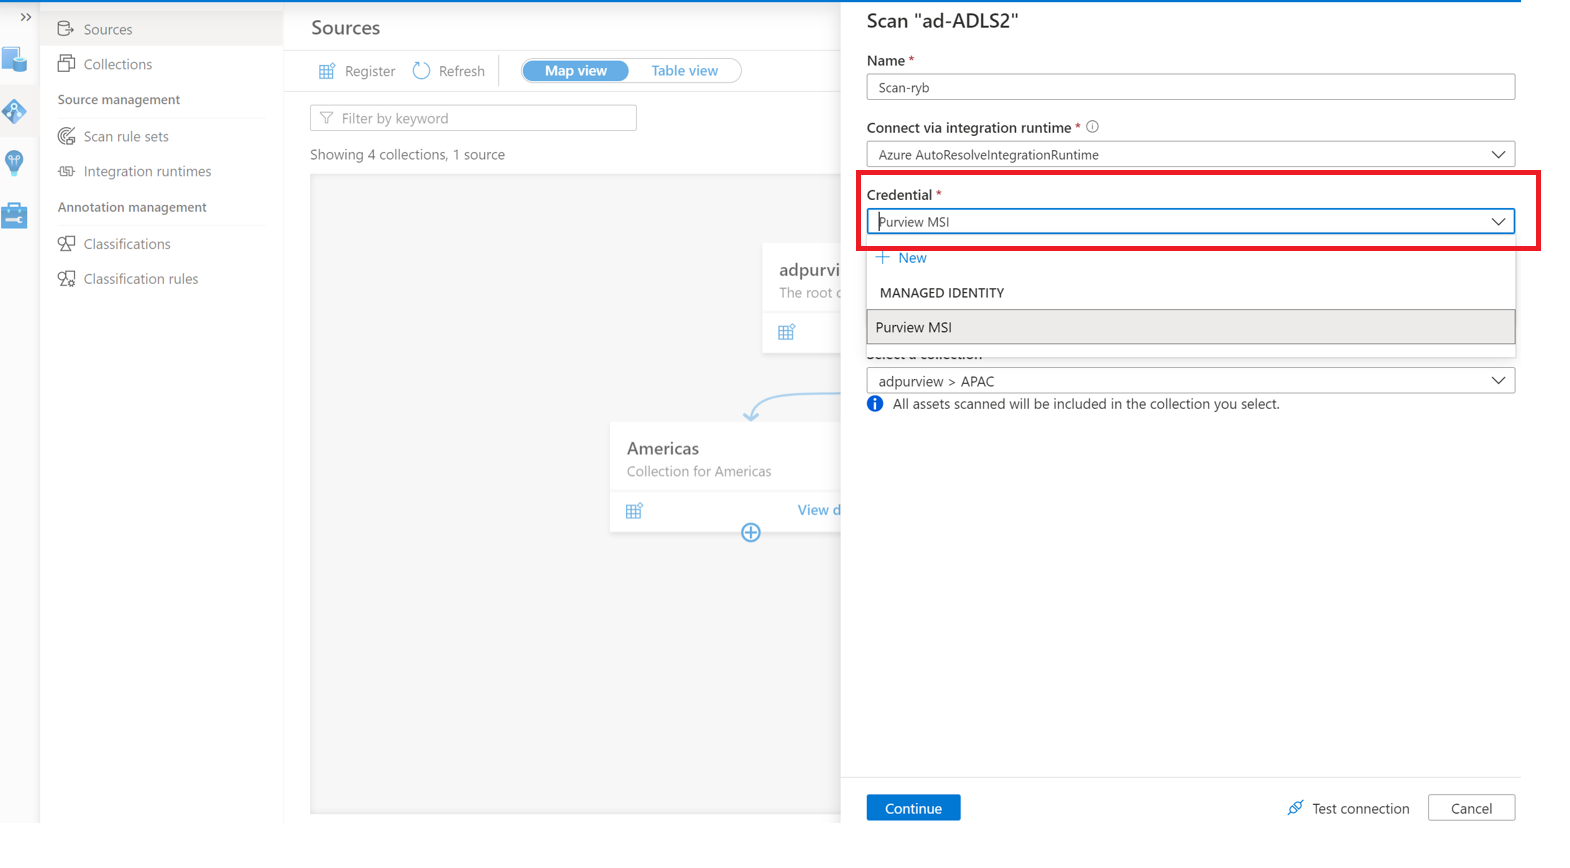 Sources
Collections
Source management
Scan rule sets
Integration runtimes
Annotation management
Classifications
Classification rules
Sources
Register
Refresh
Map view
Table view
Filter by keyword
Showing 4 collections, 1 source
adpurvi
The root
Americas
Collection for Americas
View d
Scan "ad-ADLS2"
Name *
Scan-ryb
Connect via integration runtime *
Azure AutoResolveIntegrationRuntime
Credential *
Purview MSI
+ New
MANAGED IDENTITY
Purview MSI
Select a collection
adpurview > APAC
All assets scanned will be included in the collection you select.
Continue
Test connection
Cancel